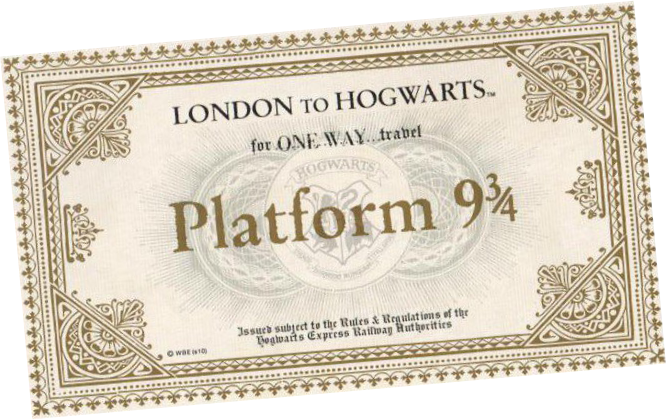 LONDON TO HOGWARTS™
for ONE WAY...travel
HOGWARTS
Platform 9¾
Issued subject to the Rules & Regulations of the
Hogwarts Express Railway Authorities
© WBE (s10)